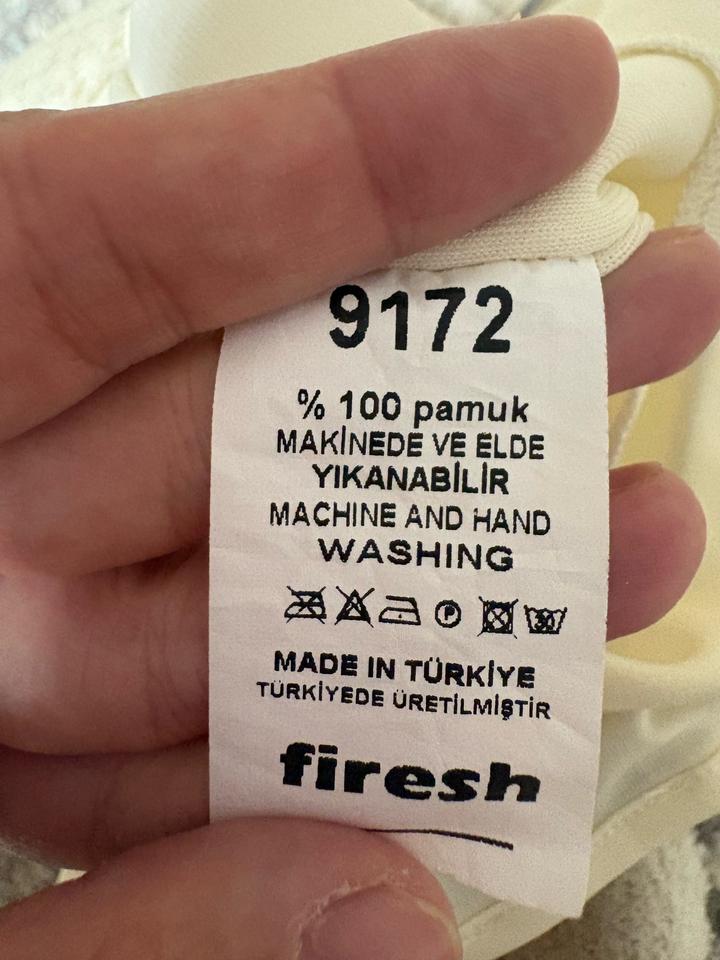 9172
% 100 pamuk
MAKİNEDE VE ELDE
YIKANABİLİR
MACHINE AND HAND
WASHING
P 30
MADE IN TÜRKİYE
TÜRKİYEDE ÜRETİLMİŞTİR
firesh